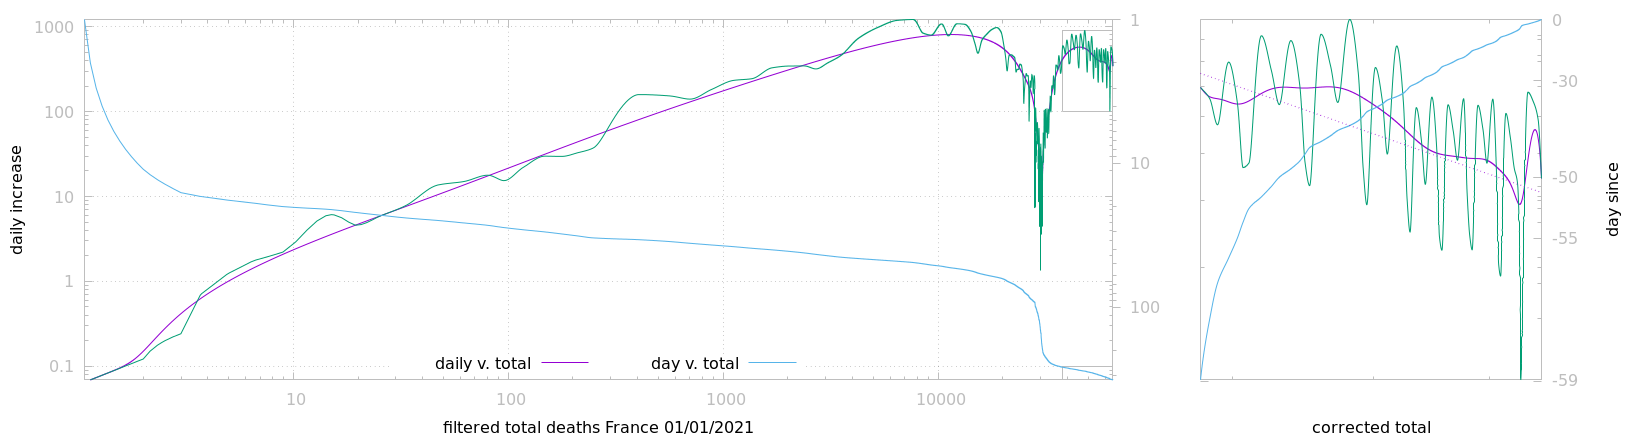 1000
100
10
1
0.1
daily increase
10
100
1000
10000
filtered total deaths France 01/01/2021
daily v. total
day v. total
1
10
100
0
-30
-50
-55
-59
day since
corrected total